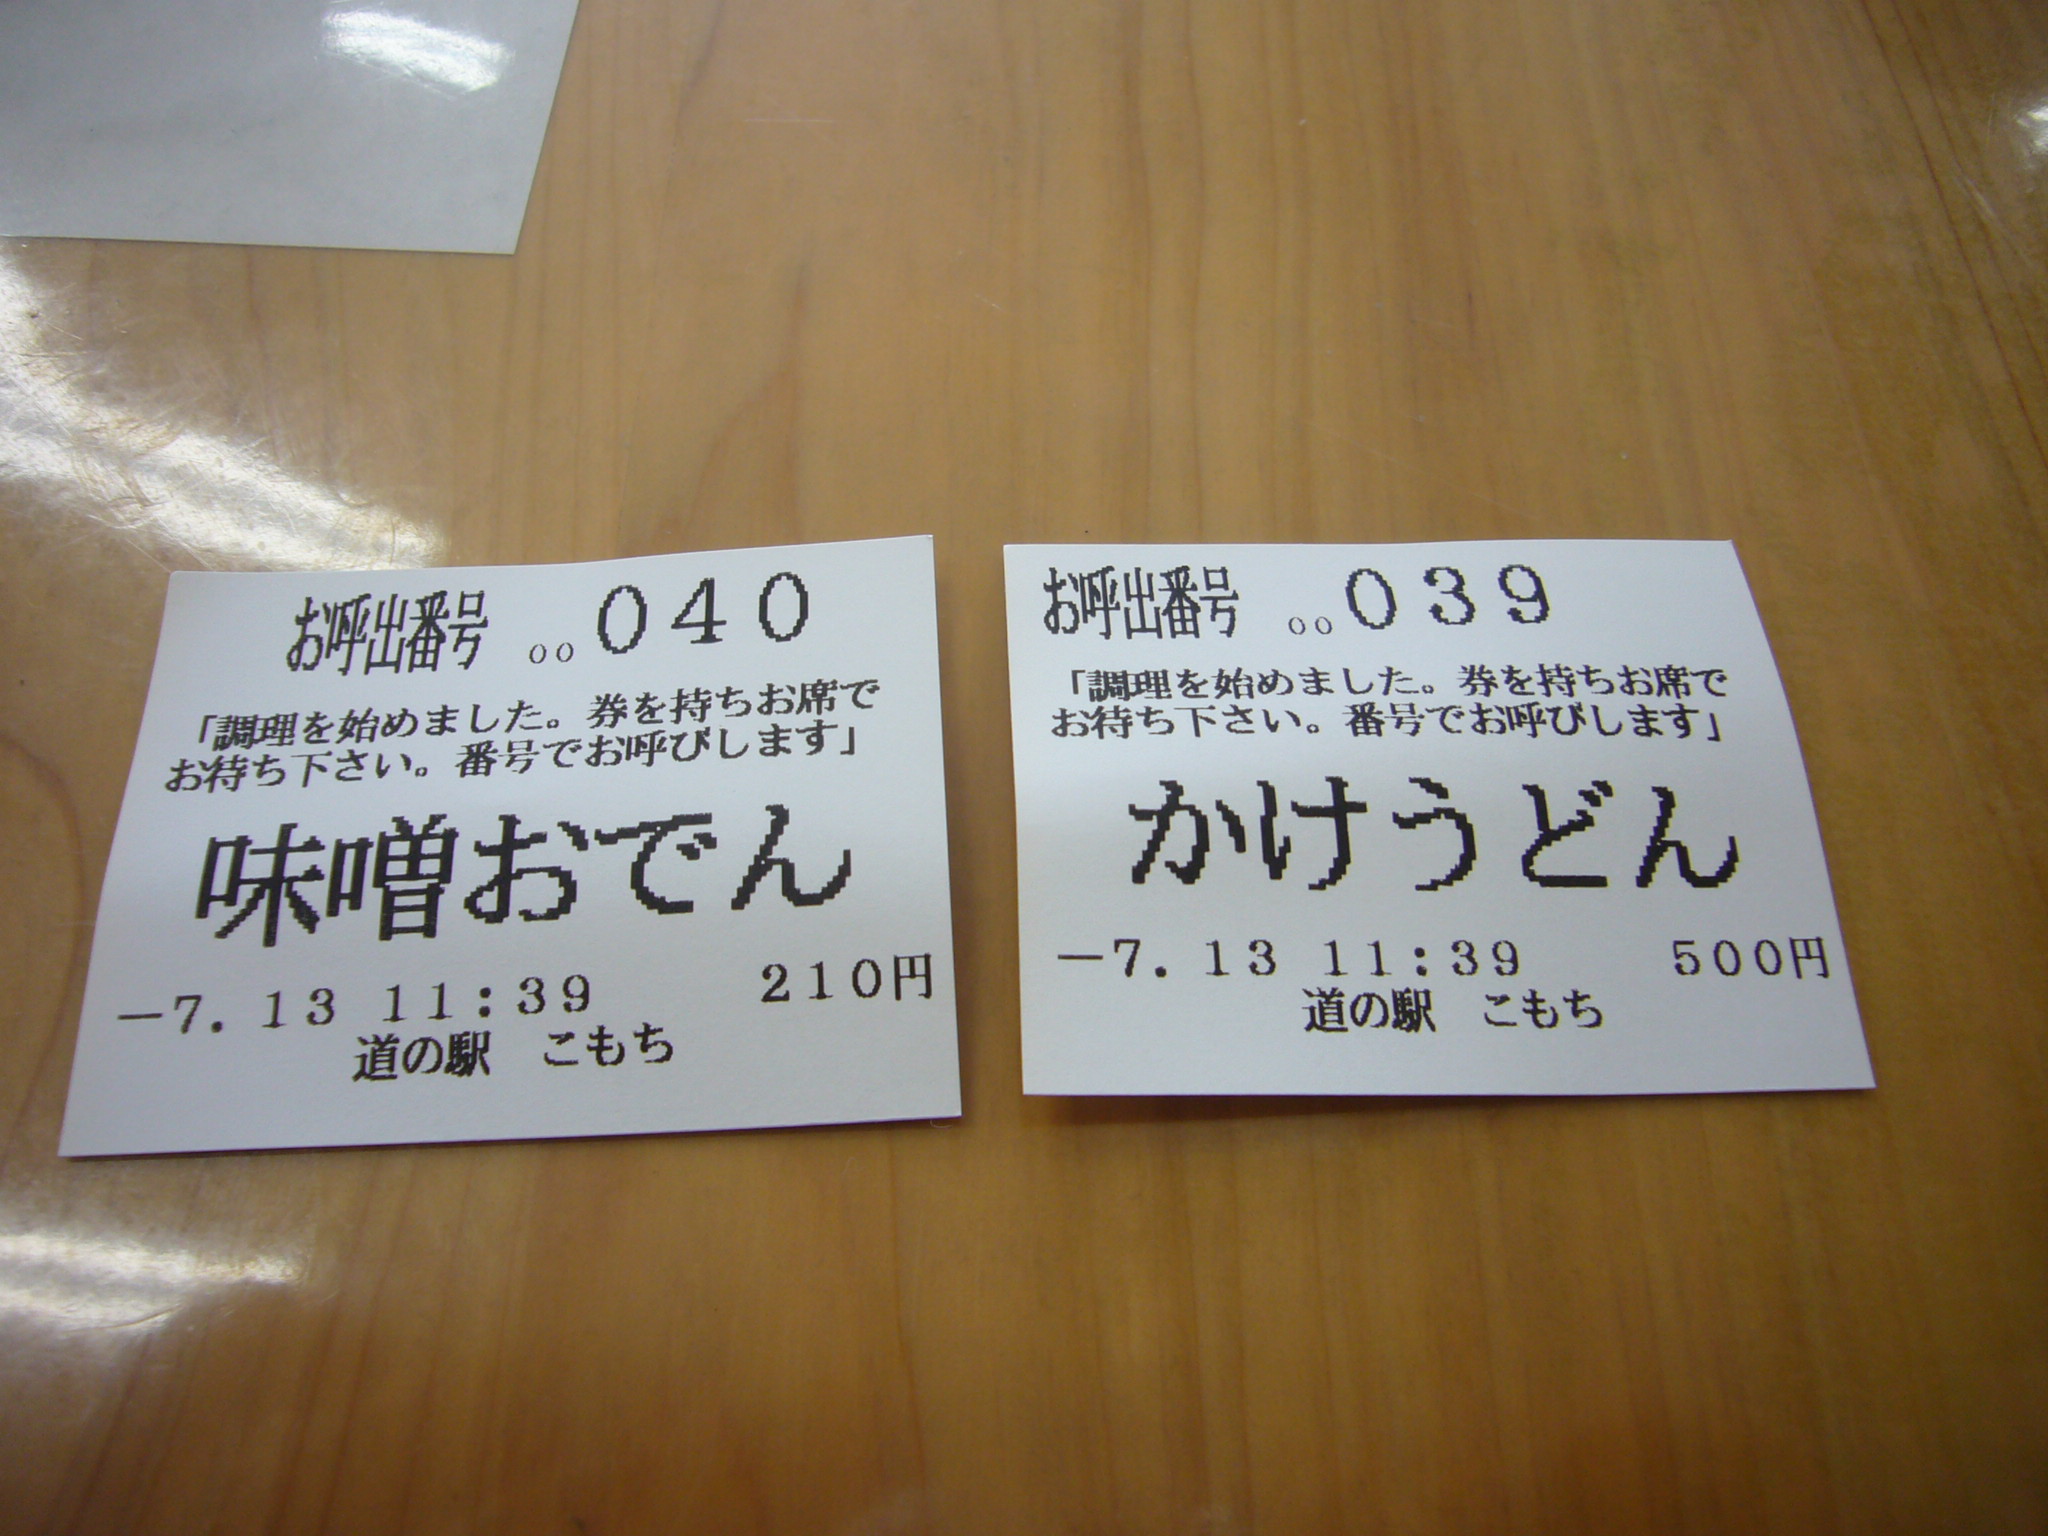 お呼出番号 00040
「調理を始めました。券を持ちお席で
お待ち下さい。番号でお呼びします」
味噌おでん
－7．13 11：39 210円
道の駅 こもち
お呼出番号 00039
「調理を始めました。券を持ちお席で
お待ち下さい。番号でお呼びします」
かけうどん
－7．13 11：39 500円
道の駅 こもち